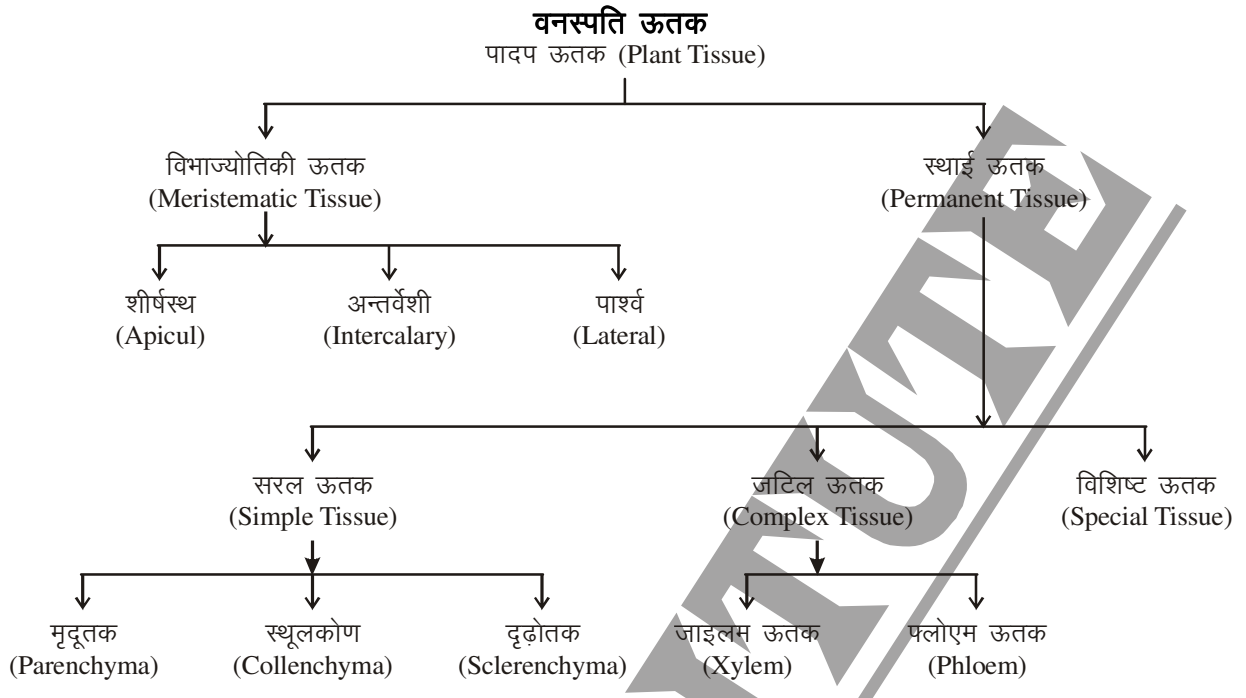 वनस्पति ऊतक
पादप ऊतक (Plant Tissue)
विभाज्योतिकी ऊतक
(Meristematic Tissue)
स्थाई ऊतक
(Permanent Tissue)
शीर्षस्थ
(Apicul)
अन्तर्वेशी
(Intercalary)
पार्श्व
(Lateral)
सरल ऊतक
(Simple Tissue)
जटिल ऊतक
(Complex Tissue)
विशिष्ट ऊतक
(Special Tissue)
मृदूतक
(Parenchyma)
स्थूलकोण
(Collenchyma)
दृढ़ोतक
(Sclerenchyma)
जाइलम ऊतक
(Xylem)
फ्लोएम ऊतक
(Phloem)
TUTE